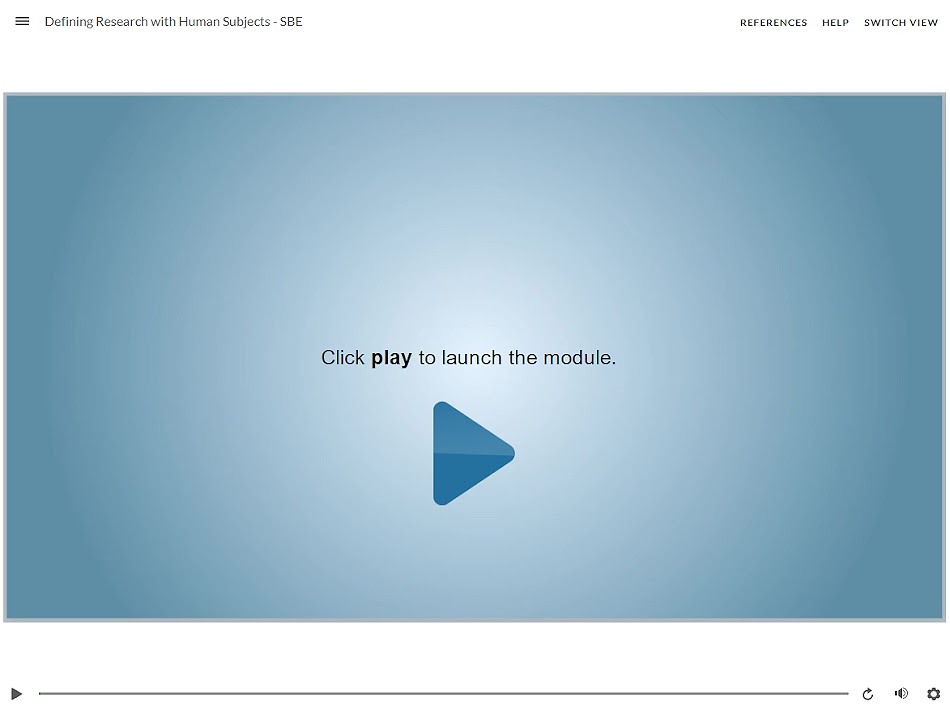 Defining Research with Human Subjects - SBE
REFERENCES
HELP
SWITCH VIEW
Click play to launch the module.